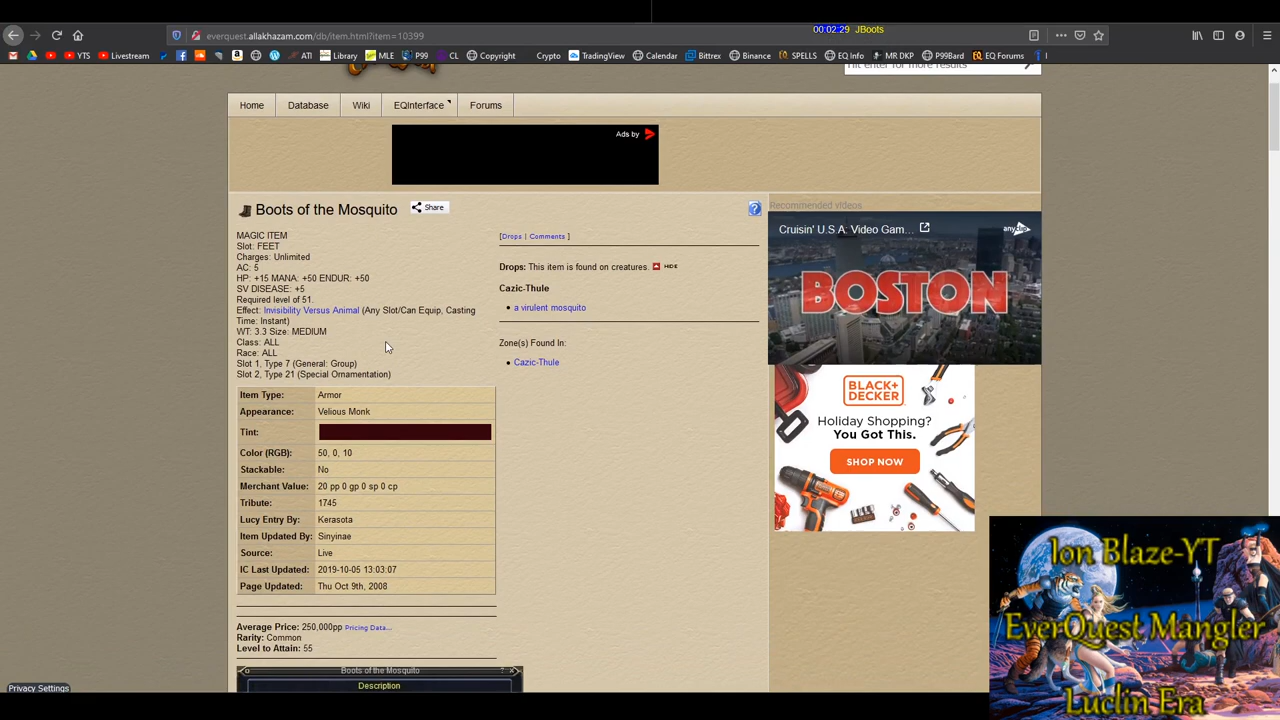 00:02:29 JBoots
everquest.allakhazam.com/db/item.html?item=10399
YTS Livestream ATI Library MLE P99 CL Copyright Crypto TradingView Calendar Bittrex Binance SPELLS EQ Info MR DKP P99Bard EQ Forums
Hit enter for more results
Home Database Wiki EQInterface Forums
Ads by
Boots of the Mosquito Share
Recommended videos
MAGIC ITEM
Slot: FEET
Charges: Unlimited
AC: 5
HP: +15 MANA: +50 ENDUR: +50
SV DISEASE: +5
Required level of 51.
Effect: Invisibility Versus Animal (Any Slot/Can Equip, Casting
Time: Instant)
WT: 3.3 Size: MEDIUM
Class: ALL
Race: ALL
Slot 1, Type 7 (General: Group)
Slot 2, Type 21 (Special Ornamentation)
[Drops | Comments ]
Drops: This item is found on creatures. HIDE
Cazic-Thule
• a virulent mosquito
Zone(s) Found In:
• Cazic-Thule
Cruisin' U.S.A: Video Gam...
BOSTON
Item Type: Armor
Appearance: Velious Monk
Tint:
Color (RGB): 50, 0, 10
Stackable: No
Merchant Value: 20 pp 0 gp 0 sp 0 cp
Tribute: 1745
Lucy Entry By: Kerasota
Item Updated By: Sinyinae
Source: Live
IC Last Updated: 2019-10-05 13:03:07
Page Updated: Thu Oct 9th, 2008
BLACK+
DECKER
Holiday Shopping?
You Got This.
SHOP NOW
Average Price: 250,000pp Pricing Data...
Rarity: Common
Level to Attain: 55
Boots of the Mosquito
Description
Privacy Settings
Ion Blaze-YT
EverQuest Mangler
Luclin Era